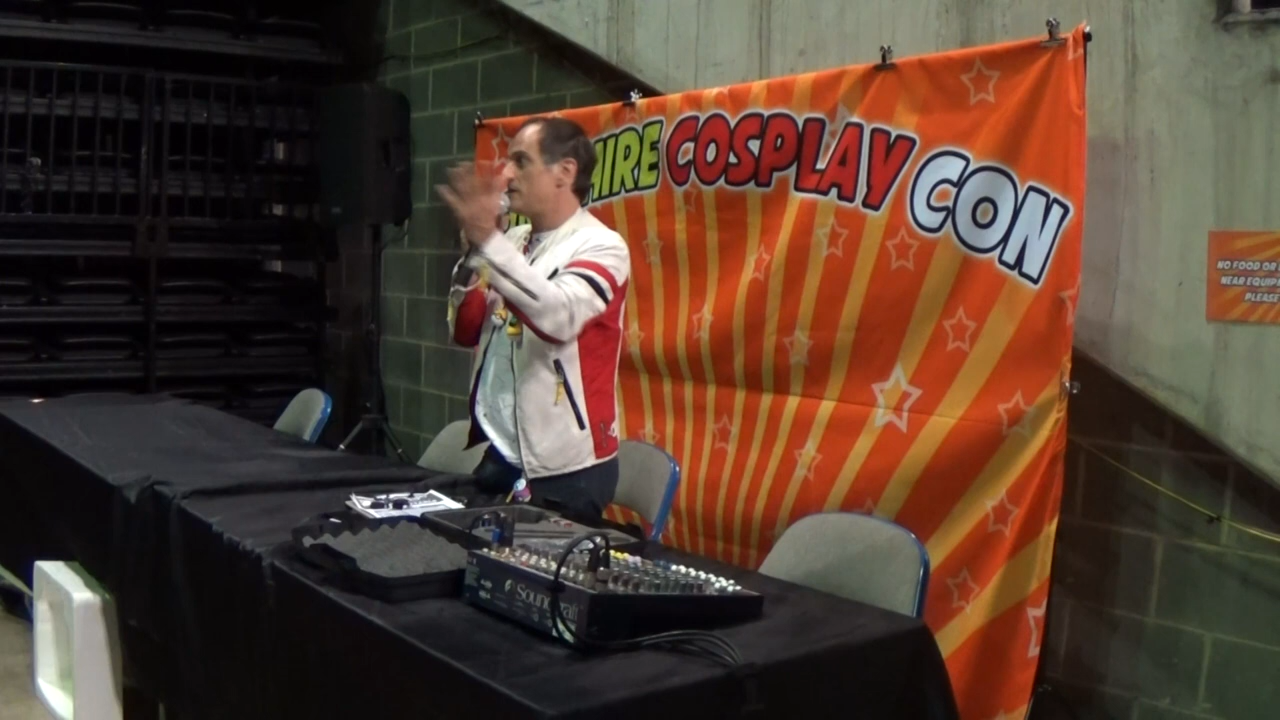 HIRE COSPLAY CON
NO FOOD OR
NEAR EQUIP
PLEASE
Soundcraft